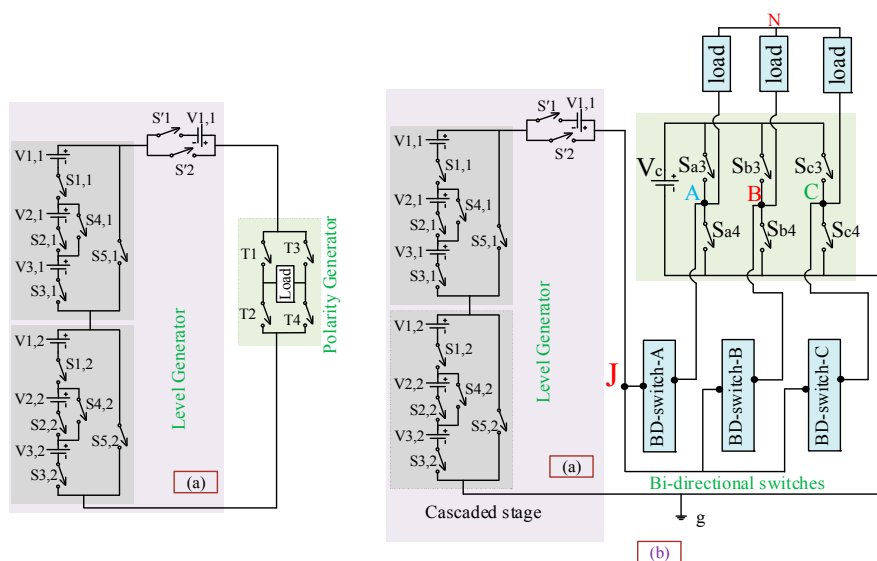 V1,1
S1,1
V2,1
S4,1
S2,1
V3,1
S5,1
S3,1
V1,2
S1,2
V2,2
S4,2
S2,2
V3,2
S5,2
S3,2
S'1
V1,1
S'2
Level Generator
(a)
T1
T3
Load
T2
T4
Polarity Generator
V1,1
S1,1
V2,1
S4,1
S2,1
V3,1
S5,1
S3,1
V1,2
S1,2
V2,2
S4,2
S2,2
V3,2
S5,2
S3,2
S'1
V1,1
S'2
Level Generator
(a)
Cascaded stage
N
load
load
load
Vc
Sa3
Sb3
Sc3
A
B
C
Sa4
Sb4
Sc4
J
BD-switch-A
BD-switch-B
BD-switch-C
Bi-directional switches
g
(b)